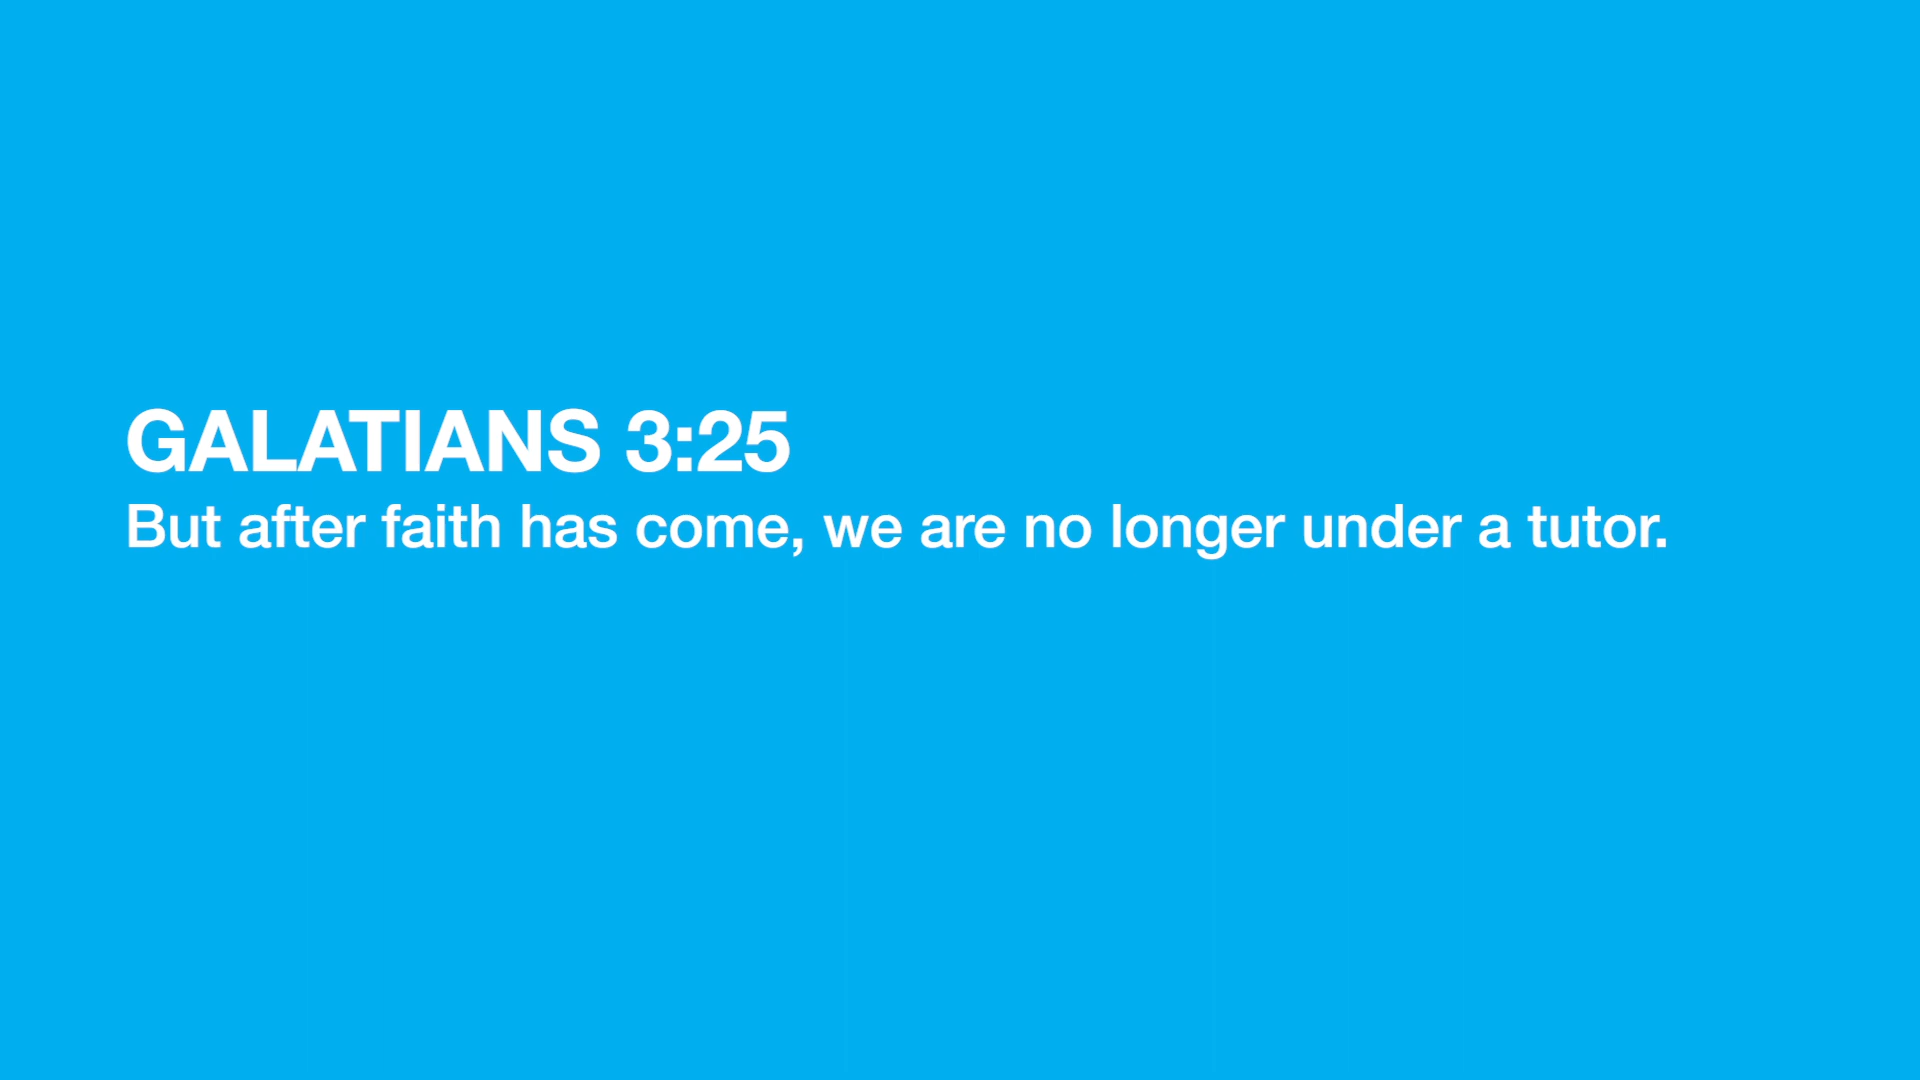 GALATIANS 3:25
But after faith has come, we are no longer under a tutor.